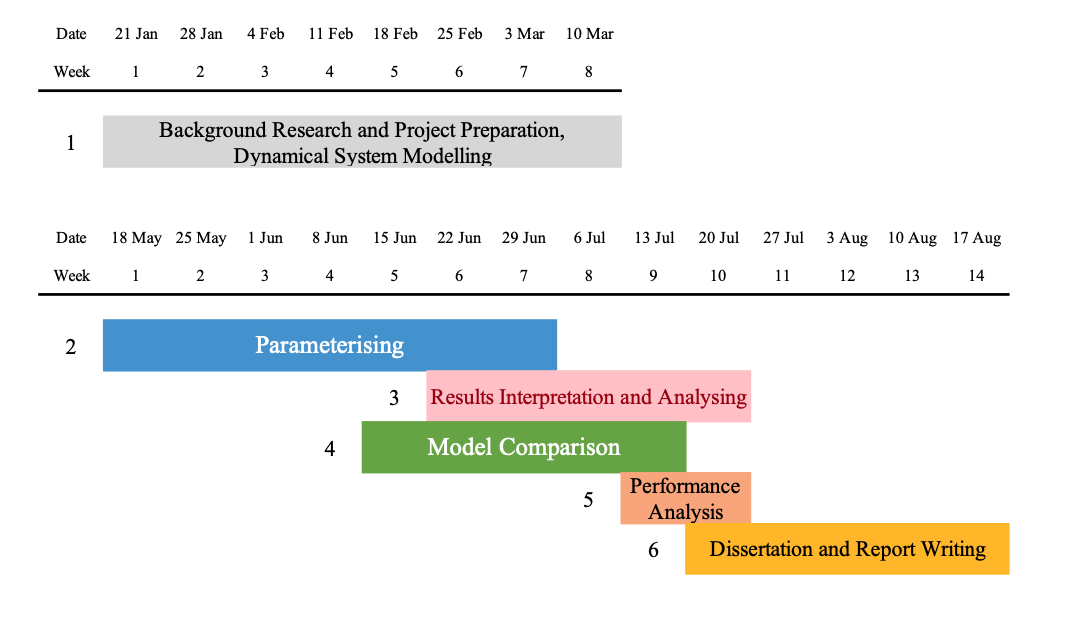 Date 21 Jan 28 Jan 4 Feb 11 Feb 18 Feb 25 Feb 3 Mar 10 Mar
Week 1 2 3 4 5 6 7 8
1 Background Research and Project Preparation,
Dynamical System Modelling
Date 18 May 25 May 1 Jun 8 Jun 15 Jun 22 Jun 29 Jun 6 Jul 13 Jul 20 Jul 27 Jul 3 Aug 10 Aug 17 Aug
Week 1 2 3 4 5 6 7 8 9 10 11 12 13 14
2 Parameterising
3 Results Interpretation and Analysing
4 Model Comparison
5 Performance
Analysis
6 Dissertation and Report Writing